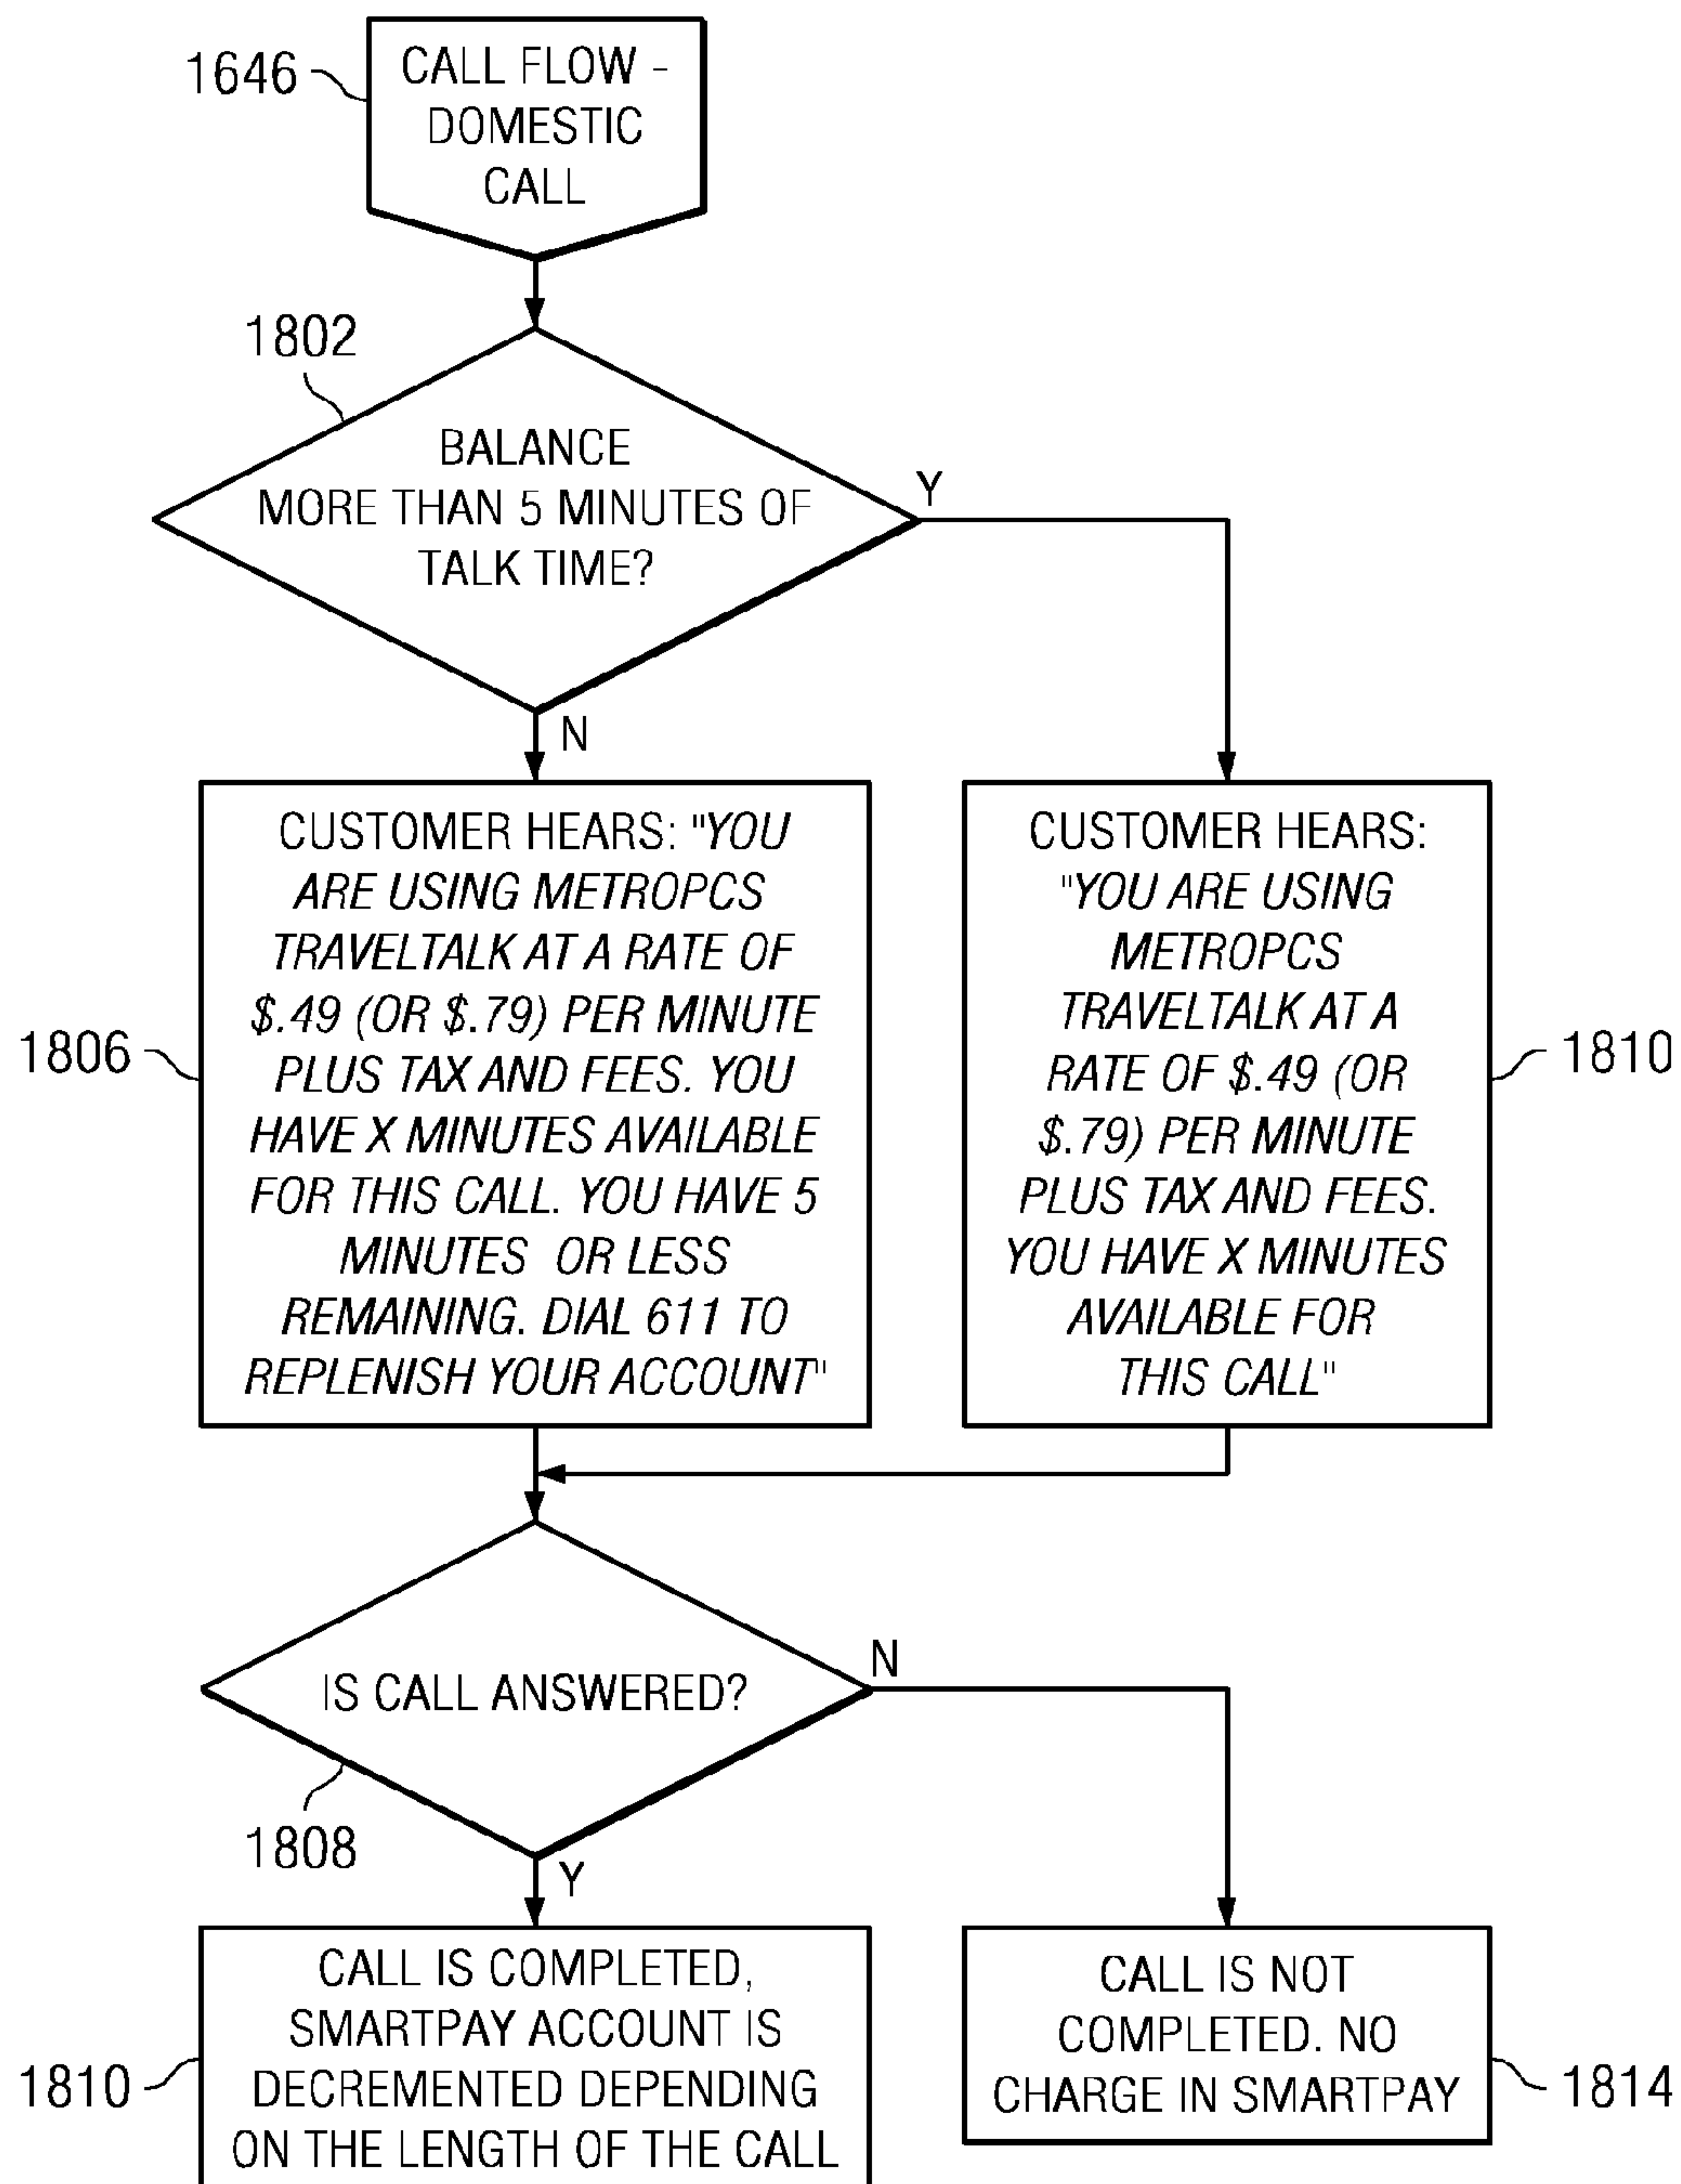 1646
CALL FLOW -
DOMESTIC
CALL
1802
BALANCE
MORE THAN 5 MINUTES OF
TALK TIME?
Y
N
1806
CUSTOMER HEARS: "YOU
ARE USING METROPCS
TRAVELTALK AT A RATE OF
$.49 (OR $.79) PER MINUTE
PLUS TAX AND FEES. YOU
HAVE X MINUTES AVAILABLE
FOR THIS CALL. YOU HAVE 5
MINUTES OR LESS
REMAINING. DIAL 611 TO
REPLENISH YOUR ACCOUNT"
CUSTOMER HEARS:
"YOU ARE USING
METROPCS
TRAVELTALK AT A
RATE OF $.49 (OR
$.79) PER MINUTE
PLUS TAX AND FEES.
YOU HAVE X MINUTES
AVAILABLE FOR
THIS CALL"
1810
IS CALL ANSWERED?
N
1808
Y
1810
CALL IS COMPLETED,
SMARTPAY ACCOUNT IS
DECREMENTED DEPENDING
ON THE LENGTH OF THE CALL
CALL IS NOT
COMPLETED. NO
CHARGE IN SMARTPAY
1814